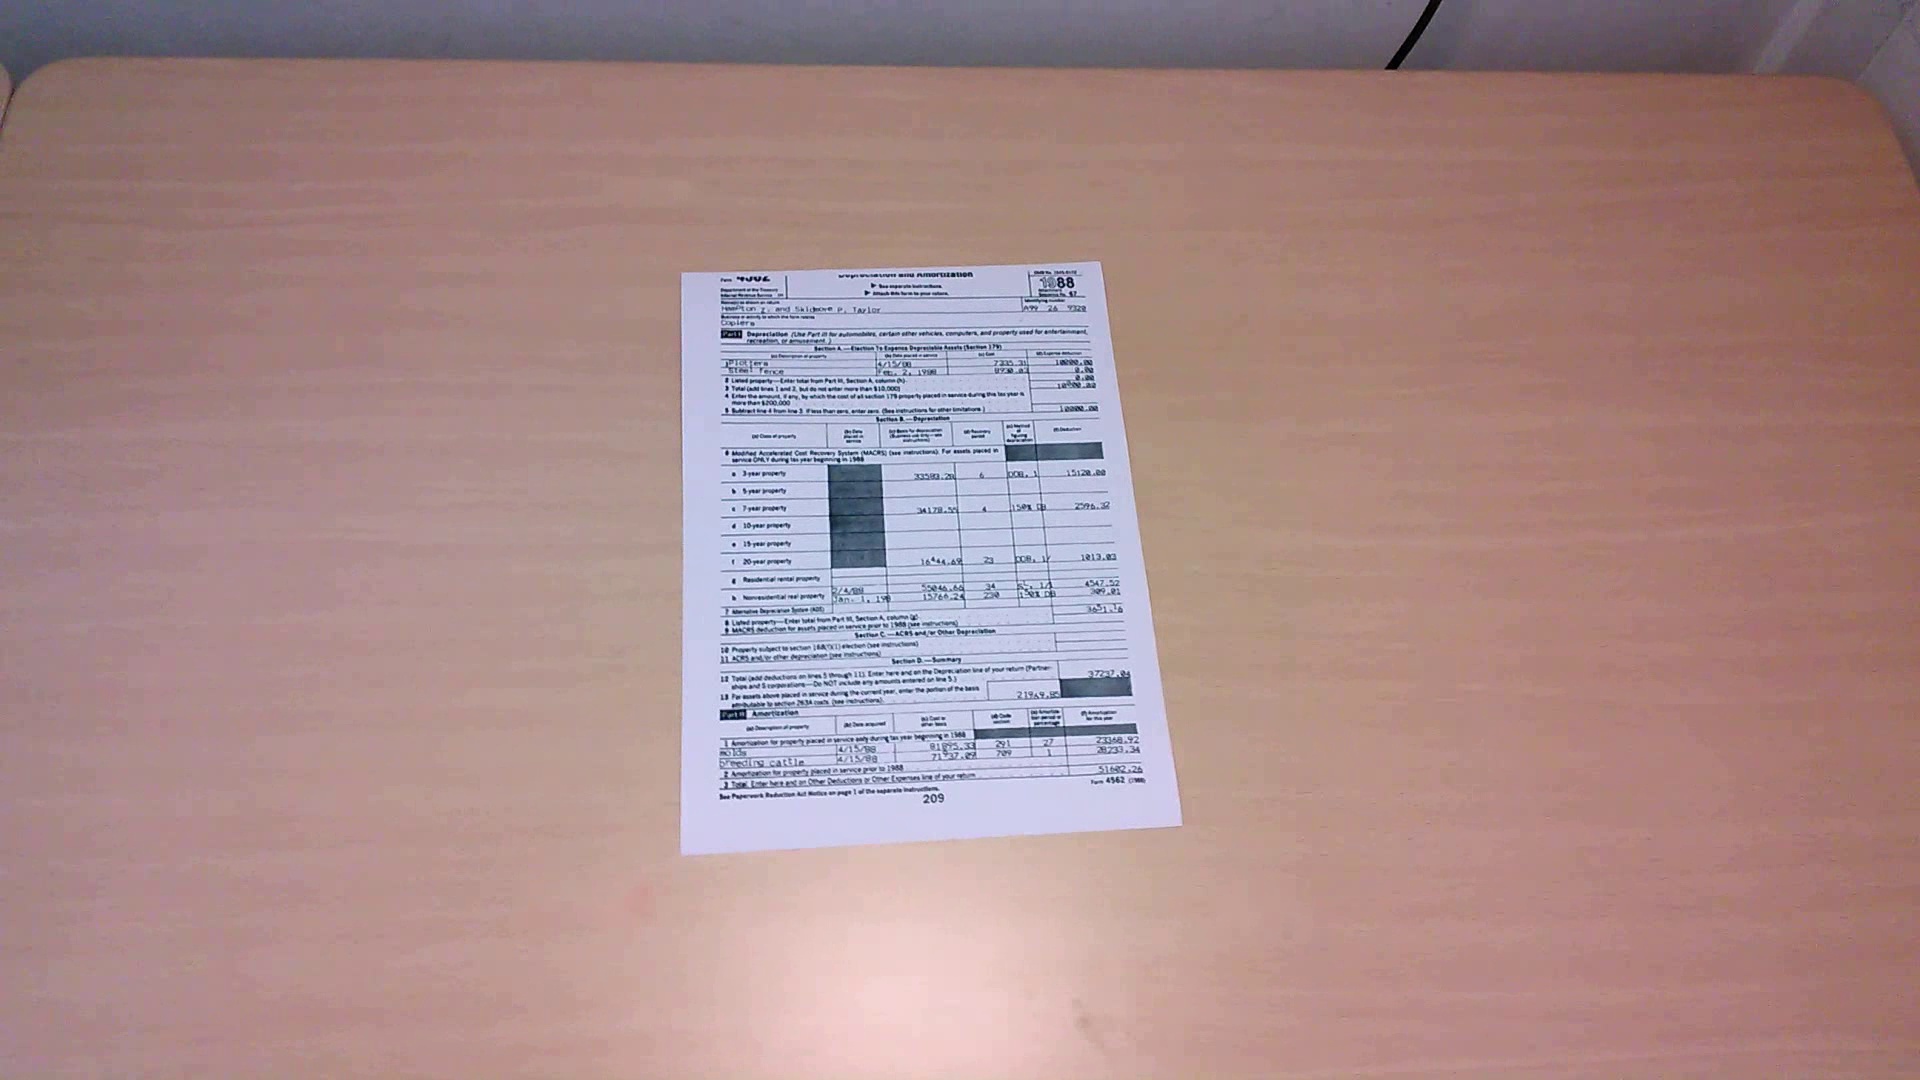 Form 4562
Depreciation and Amortization
▶ See separate instructions.
▶ Attach this form to your return.
OMB No. 1545-0172
1988
Attachment Sequence No. 67
Department of the Treasury
Internal Revenue Service
Name(s) as shown on return
Identifying number
Hampton Z. and Skidmore P. Taylor
Business or activity to which this form relates
Copiers
Part I Depreciation (Use Part III for automobiles, certain other vehicles, computers, and property used for entertainment, recreation, or amusement.)
Section A.—Election To Expense Depreciable Assets (Section 179)
(a) Description of property (b) Date placed in service (c) Cost (d) Expense deduction
1 Plotters 4/15/88 7335.31 10000.00
Steel fence Feb. 2, 1988 0.00
2 Listed property—Enter total from Part III, Section A, column (h) 0.00
3 Total (add lines 1 and 2, but do not enter more than $10,000) 10000.00
4 Enter the amount, if any, by which the cost of all section 179 property placed in service during this tax year is more than $200,000
5 Subtract line 4 from line 3. If less than zero, enter zero. (See instructions for other limitations.) 10000.00
Section B.—Depreciation
(a) Class of property (b) Date placed in service (c) Basis for depreciation (Business use only—see instructions) (d) Recovery period (e) Method of figuring depreciation (f) Deduction
6 Modified Accelerated Cost Recovery System (MACRS) (see instructions): For assets placed in service ONLY during tax year beginning in 1988
a 3-year property 6 DDB, 1 15120.00
b 5-year property
c 7-year property 34178.55 4 150% DB 2596.32
d 10-year property
e 15-year property
f 20-year property 16444.69 23 DDB, 1/ 1013.03
g Residential rental property
2/4/88 55046.66 34 SL, 1/1 4547.52
h Nonresidential real property Jan. 1, 198 15766.24 230 150% DB 309.01
7 Alternative Depreciation System (ADS)
8 Listed property—Enter total from Part III, Section A, column (g) 3651.16
9 MACRS deduction for assets placed in service prior to 1988 (see instructions)
Section C.—ACRS and/or Other Depreciation
10 Property subject to section 168(f)(1) election (see instructions)
11 ACRS and/or other depreciation (see instructions)
Section D.—Summary
12 Total (add deductions on lines 5 through 11). Enter here and on the Depreciation line of your return (Partnerships and S corporations—Do NOT include any amounts entered on line 5.) 37237.04
13 For assets above placed in service during the current year, enter the portion of the basis attributable to section 263A costs. (see instructions). 21969.85
Part II Amortization
(a) Description of property (b) Date acquired (c) Cost or other basis (d) Code section (e) Amortization period or percentage (f) Amortization for this year
1 Amortization for property placed in service only during tax year beginning in 1988
molds 4/15/88 81895.33 291 27 23368.92
breeding cattle 4/15/88 71937.09 709 1 28233.34
2 Amortization for property placed in service prior to 1988
3 Total. Enter here and on Other Deductions or Other Expenses line of your return 51602.26
See Paperwork Reduction Act Notice on page 1 of the separate instructions.
Form 4562 (1988)
209